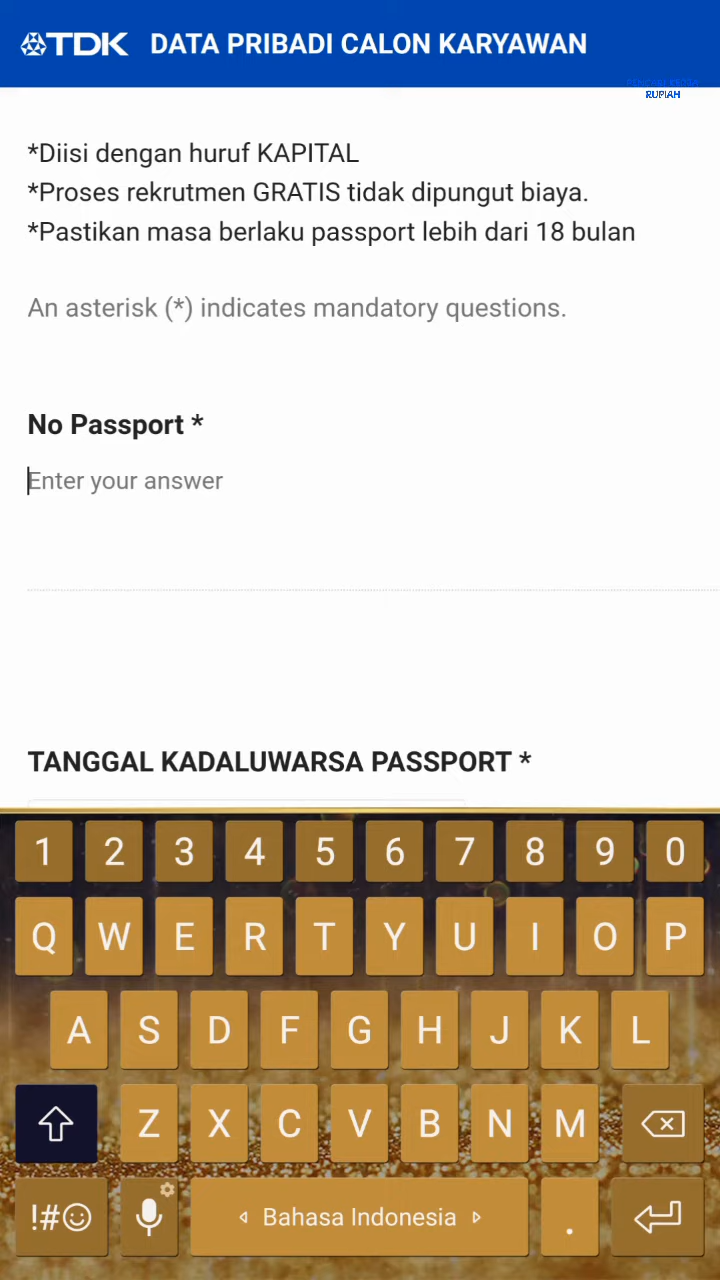 TDK DATA PRIBADI CALON KARYAWAN
RUPIAH
*Diisi dengan huruf KAPITAL
*Proses rekrutmen GRATIS tidak dipungut biaya.
*Pastikan masa berlaku passport lebih dari 18 bulan
An asterisk (*) indicates mandatory questions.
No Passport *
Enter your answer
TANGGAL KADALUWARSA PASSPORT *
1 2 3 4 5 6 7 8 9 0
Q W E R T Y U I O P
A S D F G H J K L
Z X C V B N M
!#☺ Bahasa Indonesia .